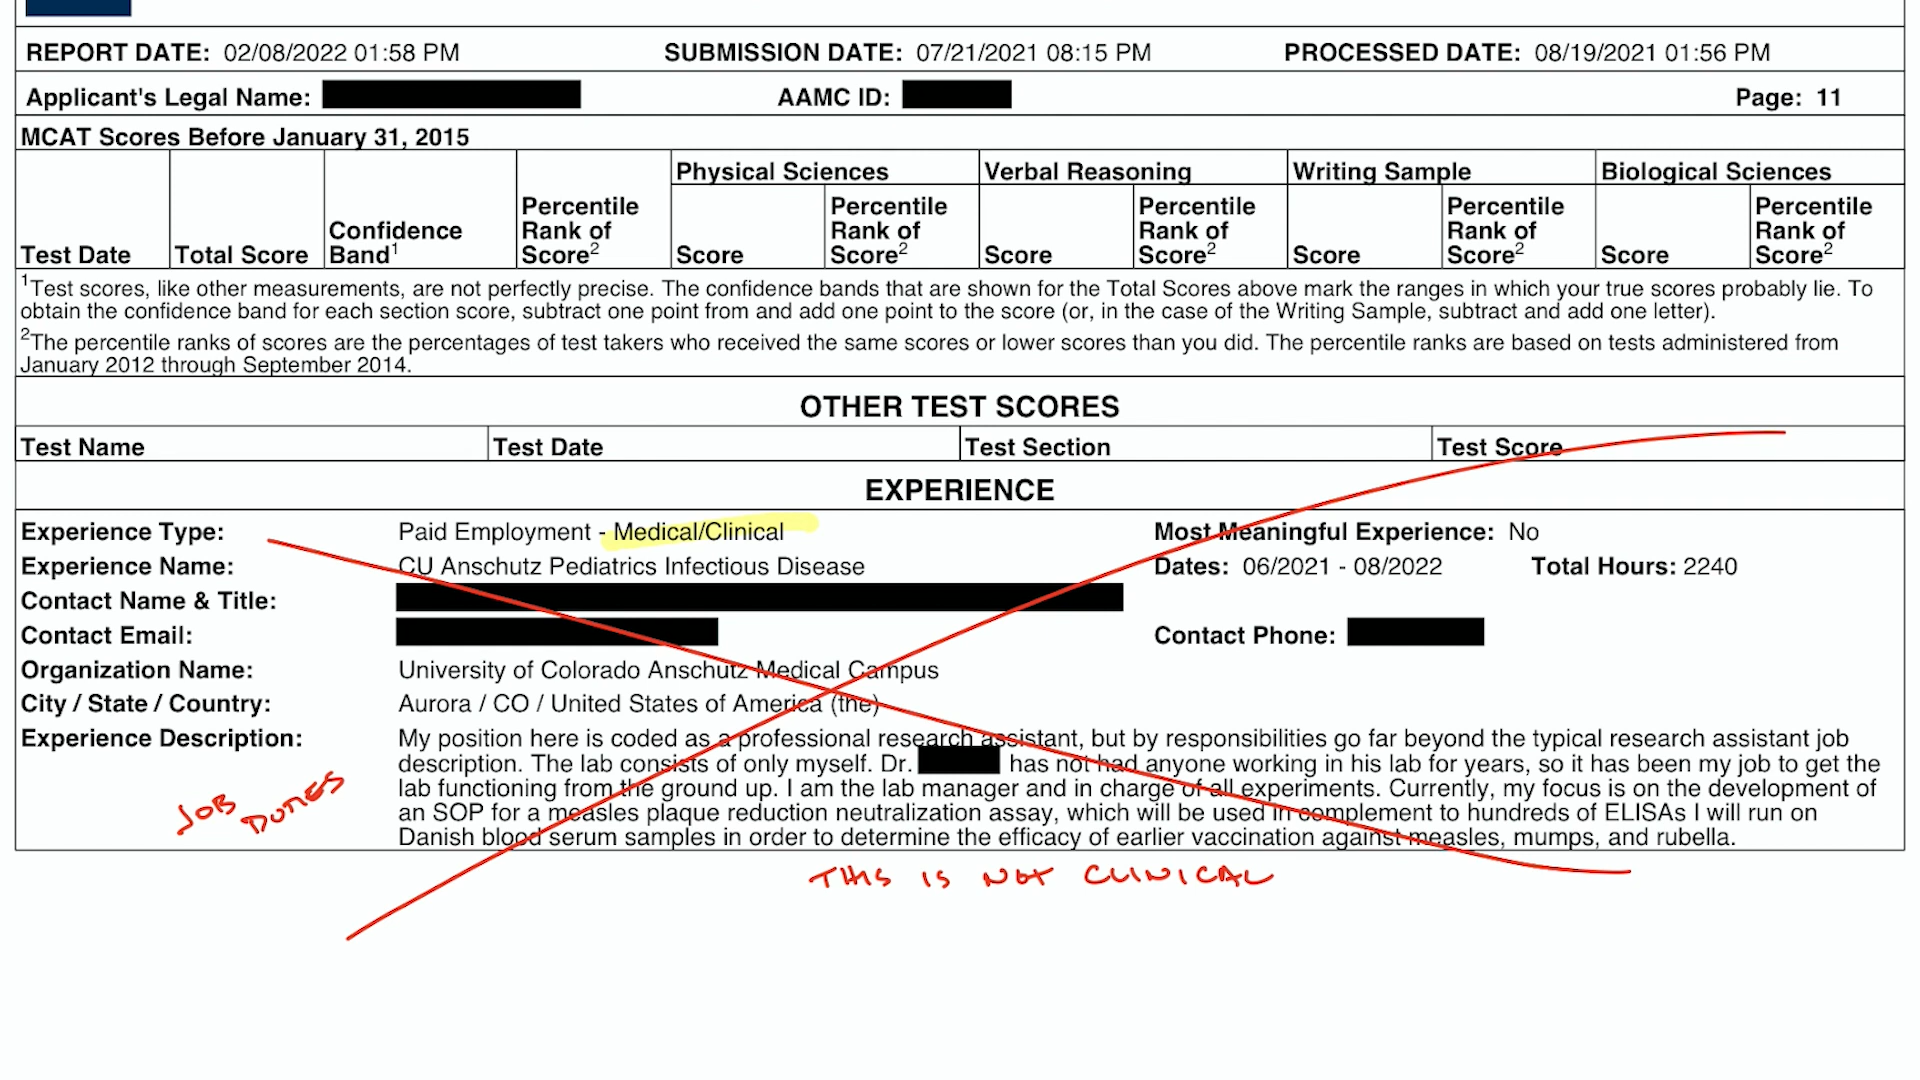 REPORT DATE: 02/08/2022 01:58 PM SUBMISSION DATE: 07/21/2021 08:15 PM PROCESSED DATE: 08/19/2021 01:56 PM
Applicant's Legal Name: AAMC ID: Page: 11
MCAT Scores Before January 31, 2015
Physical Sciences Verbal Reasoning Writing Sample Biological Sciences
Test Date Total Score Confidence Band1 Percentile Rank of Score2 Score Percentile Rank of Score2 Score Percentile Rank of Score2 Score Percentile Rank of Score2 Score Percentile Rank of Score2
1Test scores, like other measurements, are not perfectly precise. The confidence bands that are shown for the Total Scores above mark the ranges in which your true scores probably lie. To
obtain the confidence band for each section score, subtract one point from and add one point to the score (or, in the case of the Writing Sample, subtract and add one letter).
2The percentile ranks of scores are the percentages of test takers who received the same scores or lower scores than you did. The percentile ranks are based on tests administered from
January 2012 through September 2014.
OTHER TEST SCORES
Test Name Test Date Test Section Test Score
EXPERIENCE
Experience Type: Paid Employment - Medical/Clinical Most Meaningful Experience: No
Experience Name: CU Anschutz Pediatrics Infectious Disease Dates: 06/2021 - 08/2022 Total Hours: 2240
Contact Name & Title:
Contact Email: Contact Phone:
Organization Name: University of Colorado Anschutz Medical Campus
City / State / Country: Aurora / CO / United States of America (the)
Experience Description: My position here is coded as a professional research assistant, but by responsibilities go far beyond the typical research assistant job
description. The lab consists of only myself. Dr. has not had anyone working in his lab for years, so it has been my job to get the
lab functioning from the ground up. I am the lab manager and in charge of all experiments. Currently, my focus is on the development of
an SOP for a measles plaque reduction neutralization assay, which will be used in complement to hundreds of ELISAs I will run on
Danish blood serum samples in order to determine the efficacy of earlier vaccination against measles, mumps, and rubella.
JOB DUTIES
THIS IS NOT CLINICAL